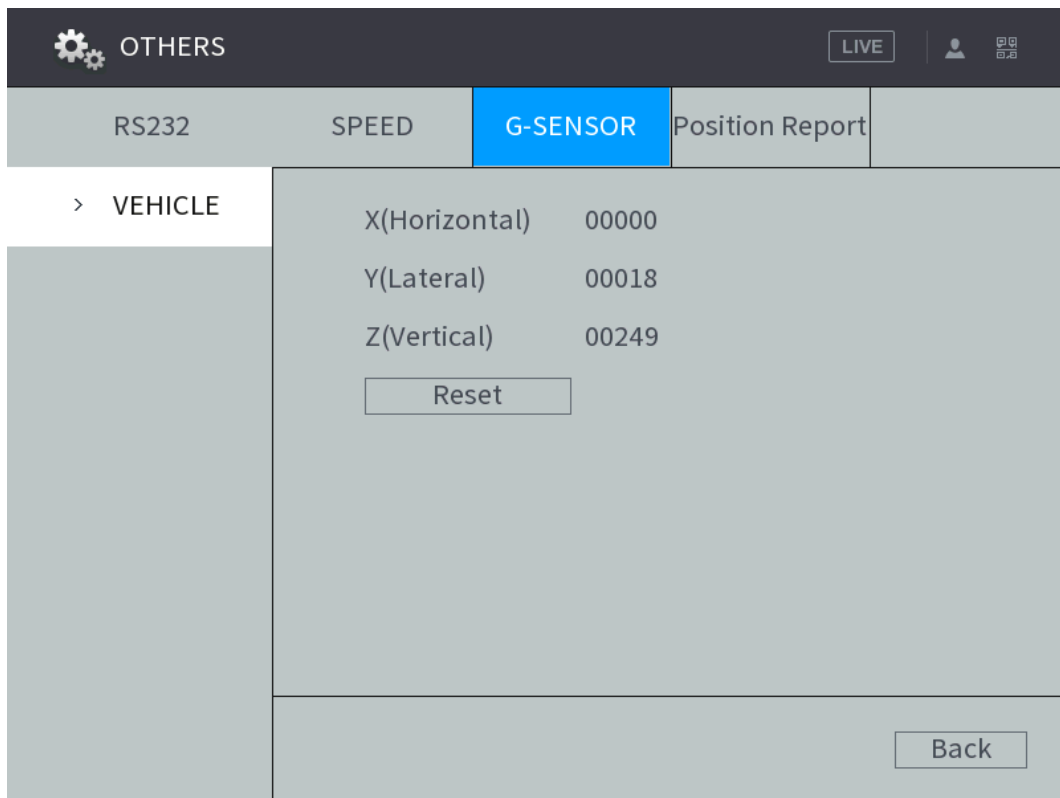 OTHERS LIVE
RS232 SPEED G-SENSOR Position Report
> VEHICLE
X(Horizontal) 00000
Y(Lateral) 00018
Z(Vertical) 00249
Reset
Back